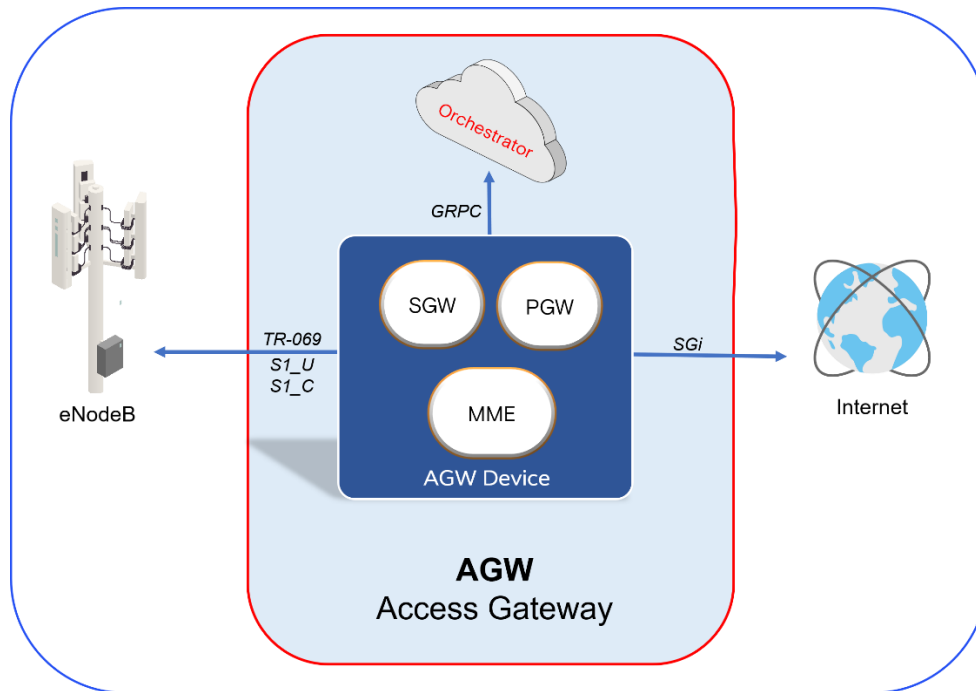 Orchestrator
GRPC
SGW
PGW
TR-069
S1_U
S1_C
SGi
MME
eNodeB
Internet
AGW Device
AGW
Access Gateway